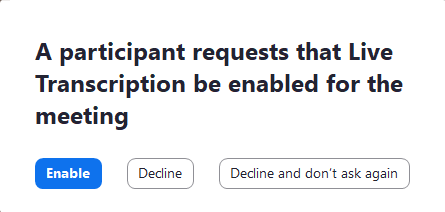 A participant requests that Live
Transcription be enabled for the
meeting
Enable
Decline
Decline and don't ask again